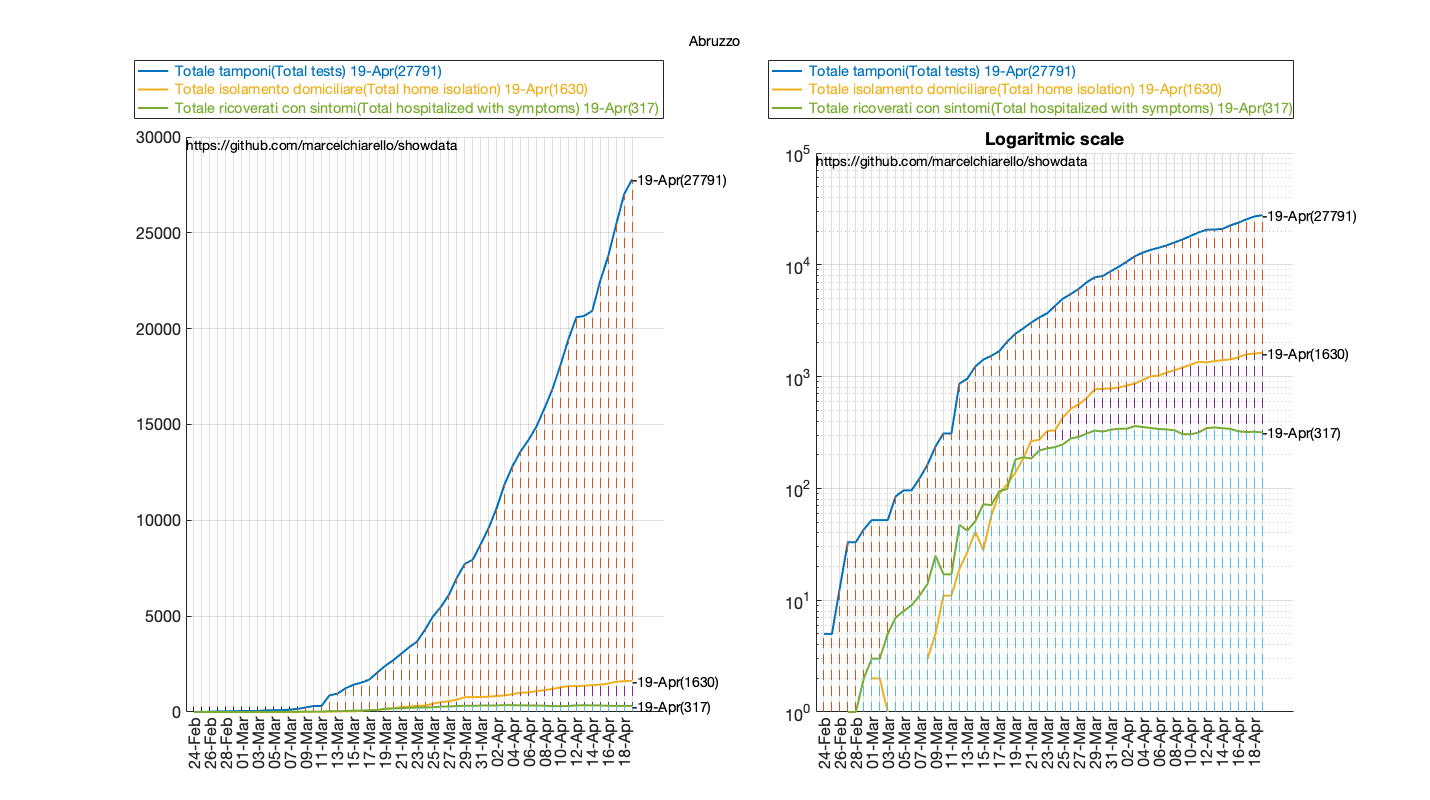 Abruzzo
Totale tamponi(Total tests) 19-Apr(27791)
Totale isolamento domiciliare(Total home isolation) 19-Apr(1630)
Totale ricoverati con sintomi(Total hospitalized with symptoms) 19-Apr(317)
30000
https://github.com/marcelchiarello/showdata
19-Apr(27791)
25000
20000
15000
10000
5000
19-Apr(1630)
19-Apr(317)
0
24-Feb
26-Feb
28-Feb
01-Mar
03-Mar
05-Mar
07-Mar
09-Mar
11-Mar
13-Mar
15-Mar
17-Mar
19-Mar
21-Mar
23-Mar
25-Mar
27-Mar
29-Mar
31-Mar
02-Apr
04-Apr
06-Apr
08-Apr
10-Apr
12-Apr
14-Apr
16-Apr
18-Apr
Totale tamponi(Total tests) 19-Apr(27791)
Totale isolamento domiciliare(Total home isolation) 19-Apr(1630)
Totale ricoverati con sintomi(Total hospitalized with symptoms) 19-Apr(317)
Logaritmic scale
10^5
https://github.com/marcelchiarello/showdata
19-Apr(27791)
10^4
19-Apr(1630)
10^3
19-Apr(317)
10^2
10^1
10^0
24-Feb
26-Feb
28-Feb
01-Mar
03-Mar
05-Mar
07-Mar
09-Mar
11-Mar
13-Mar
15-Mar
17-Mar
19-Mar
21-Mar
23-Mar
25-Mar
27-Mar
29-Mar
31-Mar
02-Apr
04-Apr
06-Apr
08-Apr
10-Apr
12-Apr
14-Apr
16-Apr
18-Apr